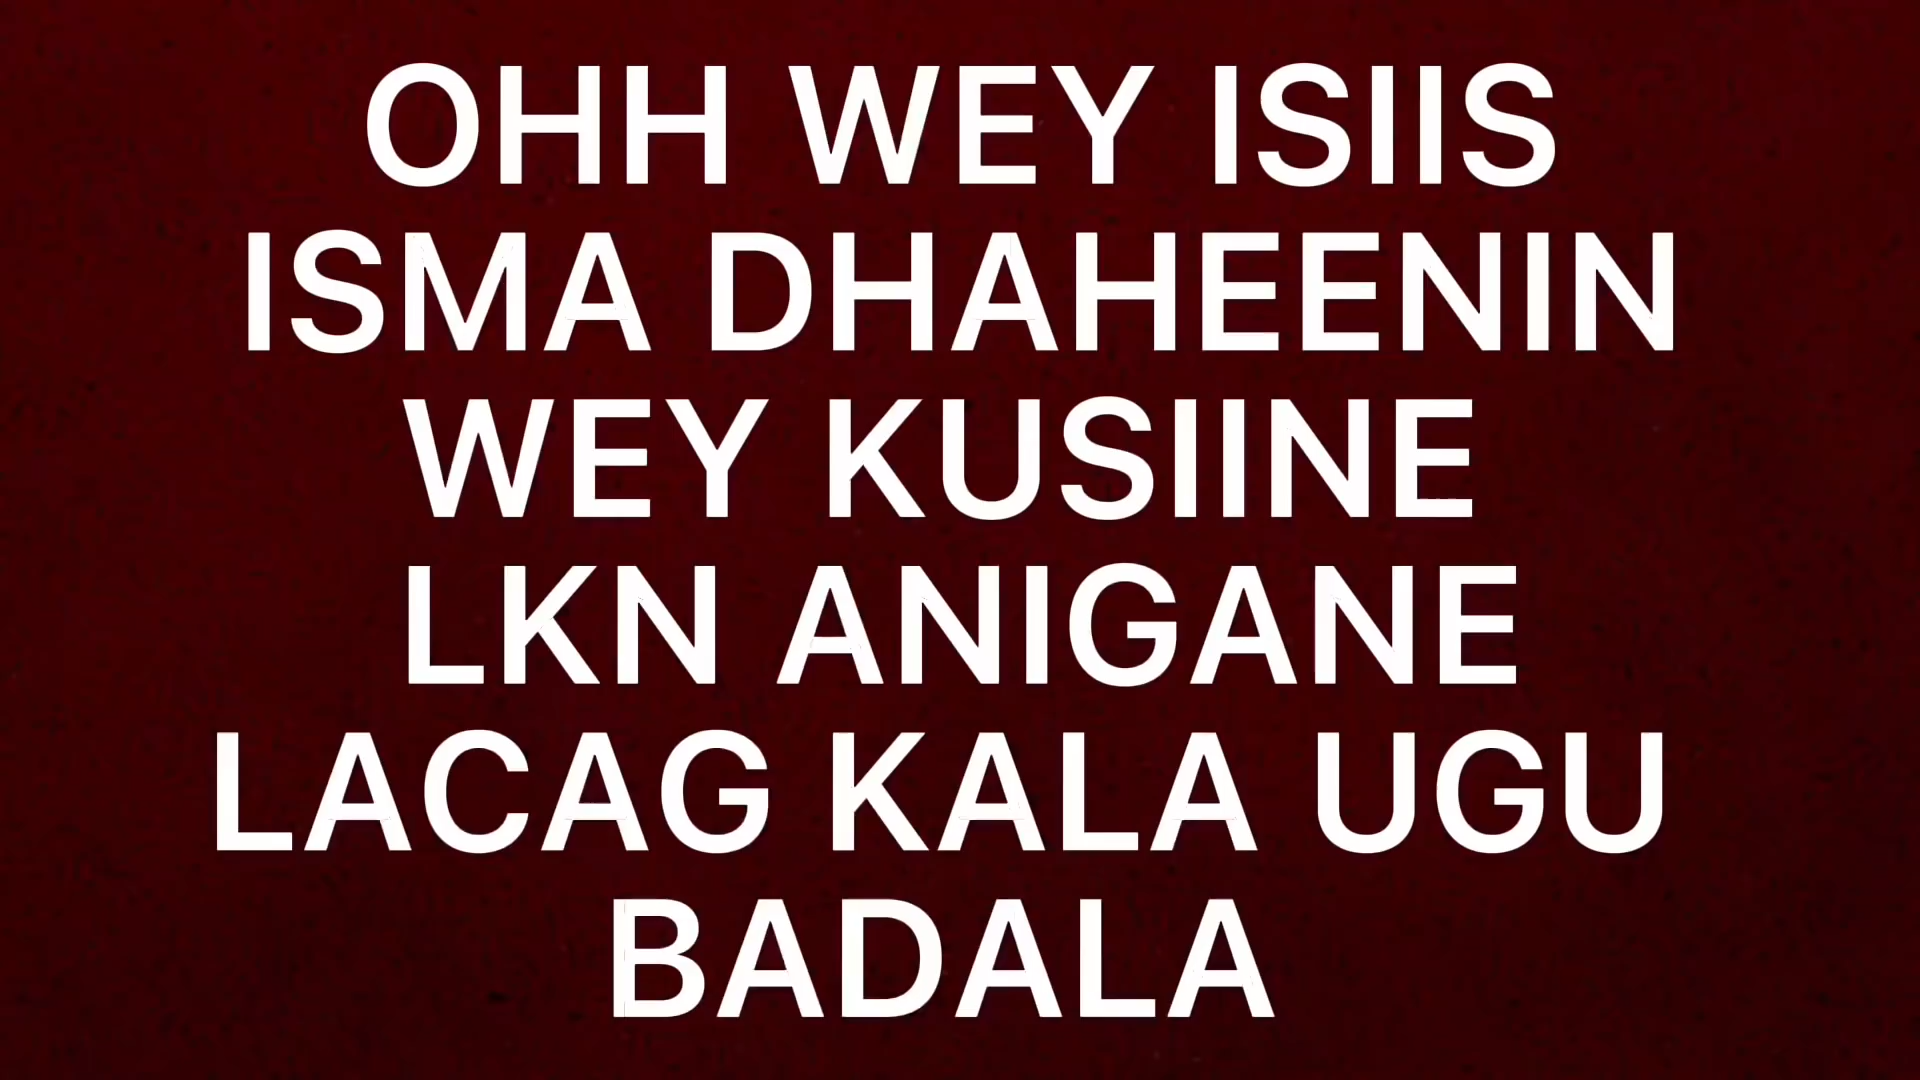 OHH WEY ISIIS
ISMA DHAHEENIN
WEY KUSIINE
LKN ANIGANE
LACAG KALA UGU
BADALA